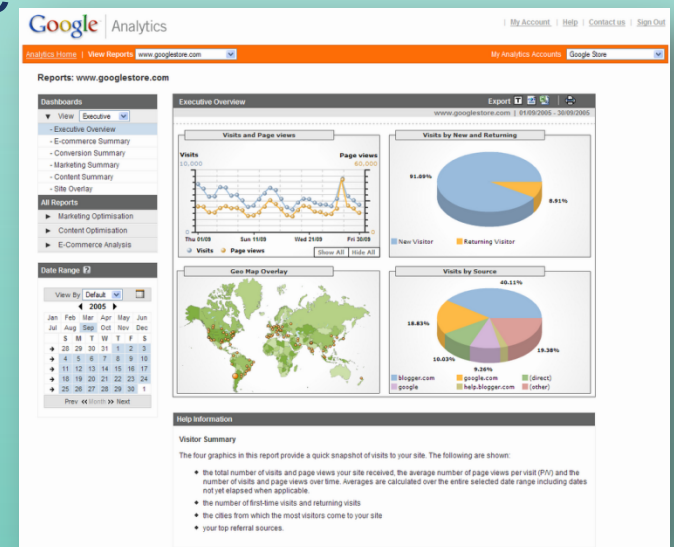 Google Analytics
| My Account | Help | Contact us | Sign Out
Analytics Home | View Reports www.googlestore.com
My Analytics Accounts Google Store
Reports: www.googlestore.com
Dashboards
View Executive
- Executive Overview
- E-commerce Summary
- Conversion Summary
- Marketing Summary
- Content Summary
- Site Overlay
All Reports
Marketing Optimisation
Content Optimisation
E-Commerce Analysis
Date Range ?
View By Default
2005
Jan Feb Mar Apr May Jun
Jul Aug Sep Oct Nov Dec
S M T W T F S
28 29 30 31 1 2 3
4 5 6 7 8 9 10
11 12 13 14 15 16 17
18 19 20 21 22 23 24
25 26 27 28 29 30 1
Prev << Month >> Next
Executive Overview
Export T
www.googlestore.com | 01/09/2005 - 30/09/2005
Visits and Page views
Visits Page views
10,000 60,000
0 0
Thu 01/09 Sun 11/09 Wed 21/09 Fri 30/09
Visits Page views Show All Hide All
Visits by New and Returning
91.09%
8.91%
New Visitor Returning Visitor
Geo Map Overlay
Visits by Source
40.11%
18.83%
10.03%
9.26%
19.38%
blogger.com google.com (direct)
google help.blogger.com (other)
Help Information
Visitor Summary
The four graphics in this report provide a quick snapshot of visits to your site. The following are shown:
the total number of visits and page views your site received, the average number of page views per visit (P/V) and the
number of visits and page views over time. Averages are calculated over the entire selected date range including dates
not yet elapsed when applicable.
the number of first-time visits and returning visits
the cities from which the most visitors come to your site
your top referral sources.